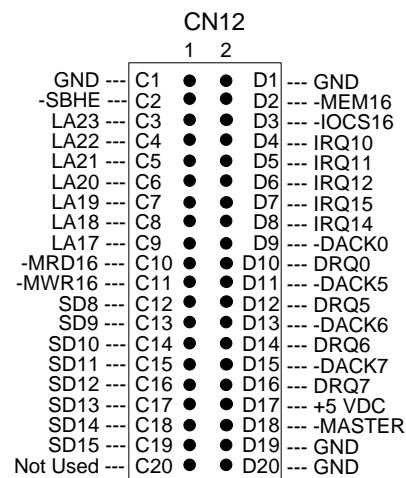 CN12
1 2
GND --- C1 D1 --- GND
-SBHE --- C2 D2 --- -MEM16
LA23 --- C3 D3 --- -IOCS16
LA22 --- C4 D4 --- IRQ10
LA21 --- C5 D5 --- IRQ11
LA20 --- C6 D6 --- IRQ12
LA19 --- C7 D7 --- IRQ15
LA18 --- C8 D8 --- IRQ14
LA17 --- C9 D9 --- -DACK0
-MRD16 --- C10 D10 --- DRQ0
-MWR16 --- C11 D11 --- -DACK5
SD8 --- C12 D12 --- DRQ5
SD9 --- C13 D13 --- -DACK6
SD10 --- C14 D14 --- DRQ6
SD11 --- C15 D15 --- -DACK7
SD12 --- C16 D16 --- DRQ7
SD13 --- C17 D17 --- +5 VDC
SD14 --- C18 D18 --- -MASTER
SD15 --- C19 D19 --- GND
Not Used --- C20 D20 --- GND